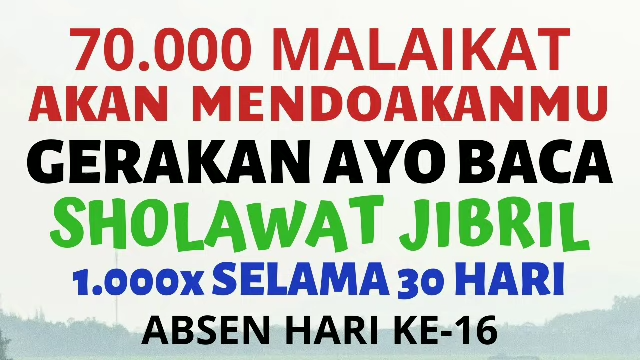 70.000 MALAIKAT
AKAN MENDOAKANMU
GERAKAN AYO BACA
SHOLAWAT JIBRIL
1.000x SELAMA 30 HARI
ABSEN HARI KE-16